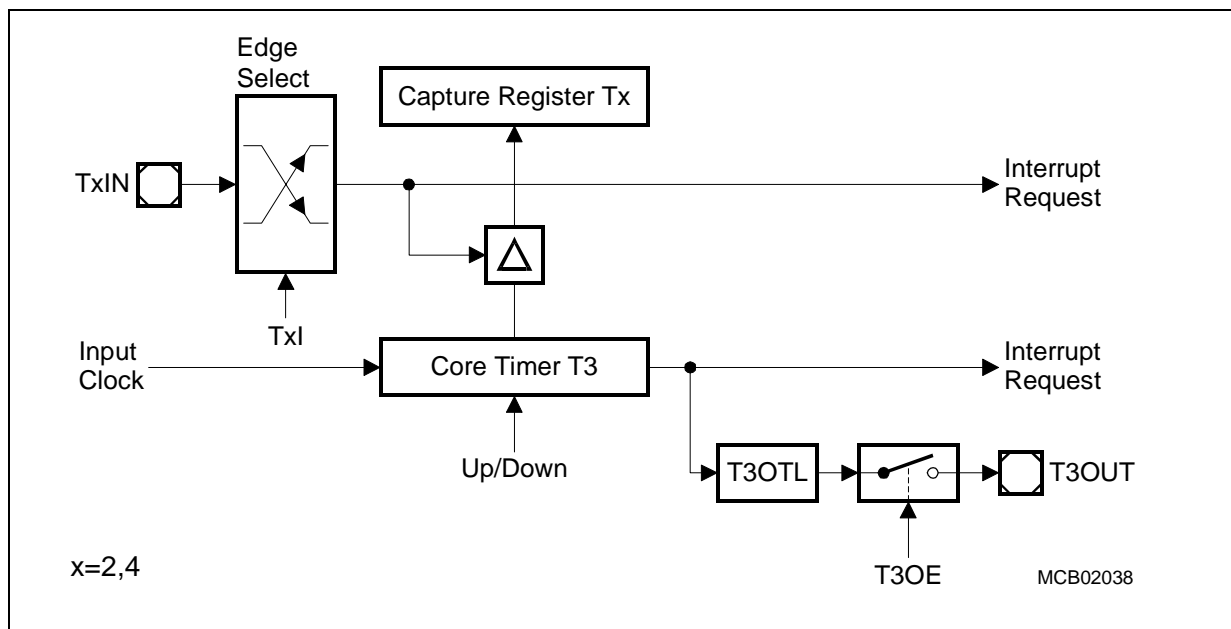 Edge
Select
Capture Register Tx
TxIN
Interrupt
Request
TxI
Input
Clock
Core Timer T3
Interrupt
Request
Up/Down
T3OTL
T3OUT
T3OE
x=2,4
MCB02038